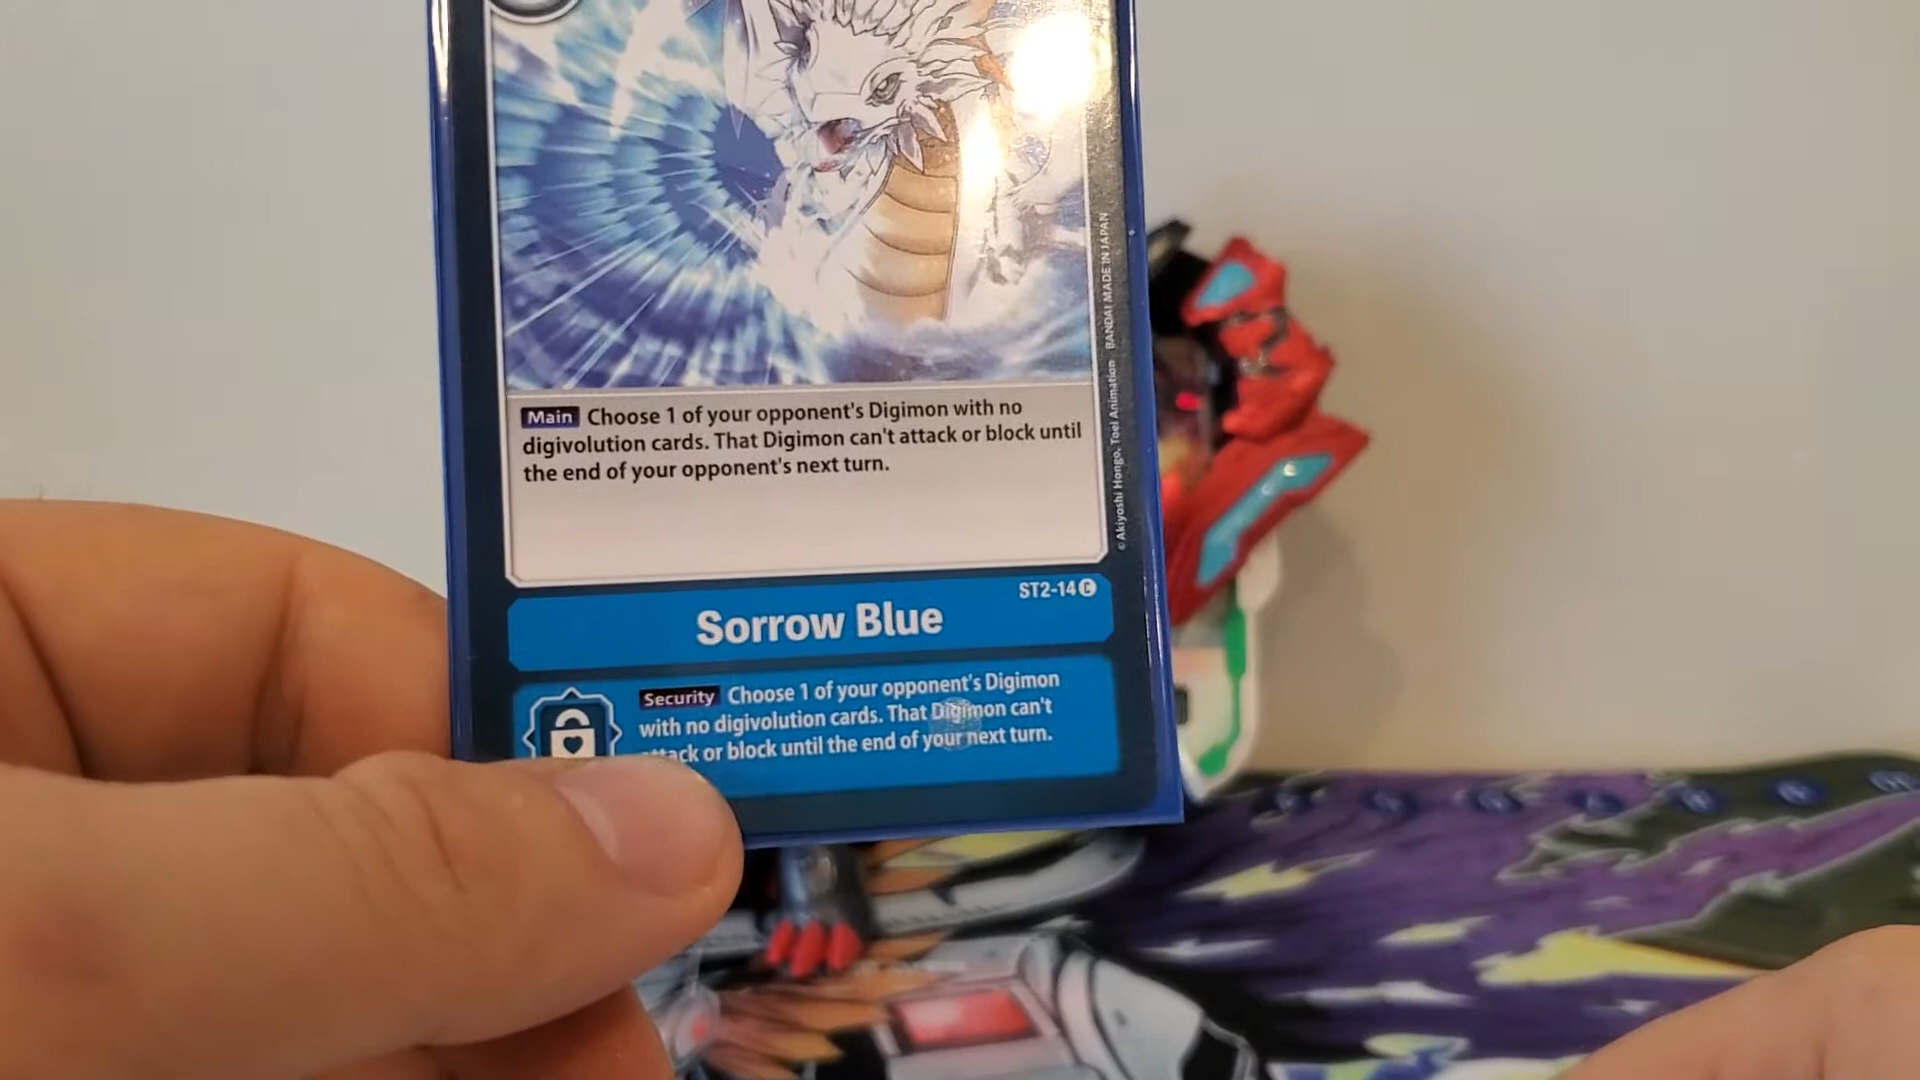 Main Choose 1 of your opponent's Digimon with no
digivolution cards. That Digimon can't attack or block until
the end of your opponent's next turn.
© Akiyoshi Hongo, Toei Animation BANDAI MADE IN JAPAN
ST2-14 C
Sorrow Blue
Security Choose 1 of your opponent's Digimon
with no digivolution cards. That Digimon can't
attack or block until the end of your next turn.